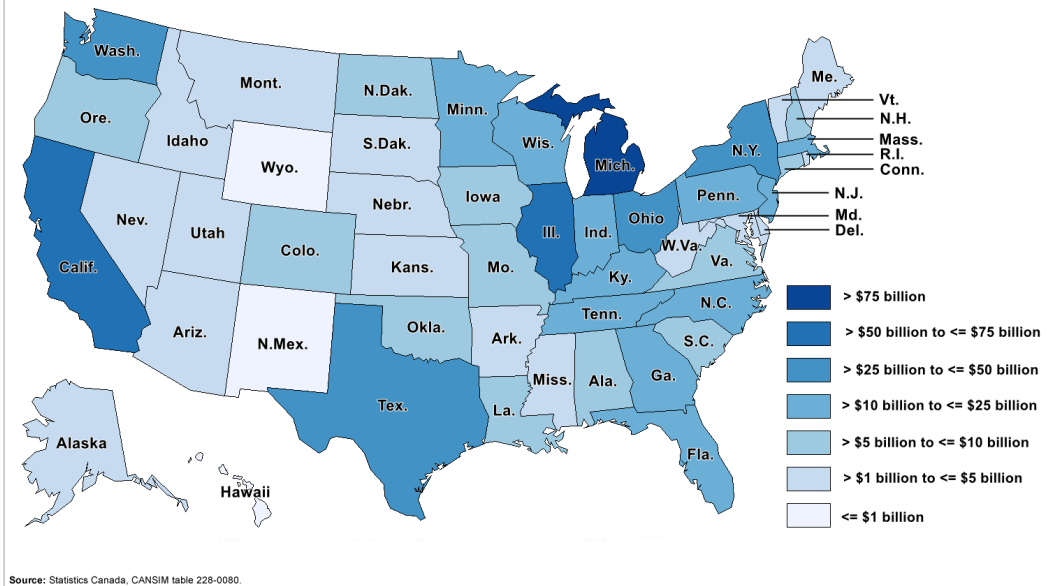 Wash.
Me.
Mont.
N.Dak.
Vt.
Minn.
Ore.
N.H.
Idaho
S.Dak.
Wis.
Mass.
N.Y.
R.I.
Mich.
Wyo.
Conn.
Iowa
Penn.
N.J.
Nebr.
Nev.
Ohio
Md.
Utah
Ill.
Ind.
Del.
Colo.
W.Va.
Calif.
Kans.
Mo.
Va.
Ky.
> $75 billion
N.C.
Tenn.
Ariz.
Okla.
> $50 billion to <= $75 billion
N.Mex.
Ark.
S.C.
> $25 billion to <= $50 billion
Miss.
Ala.
Ga.
Tex.
La.
> $10 billion to <= $25 billion
Alaska
> $5 billion to <= $10 billion
Fla.
> $1 billion to <= $5 billion
Hawaii
<= $1 billion
Source: Statistics Canada, CANSIM table 228-0080.